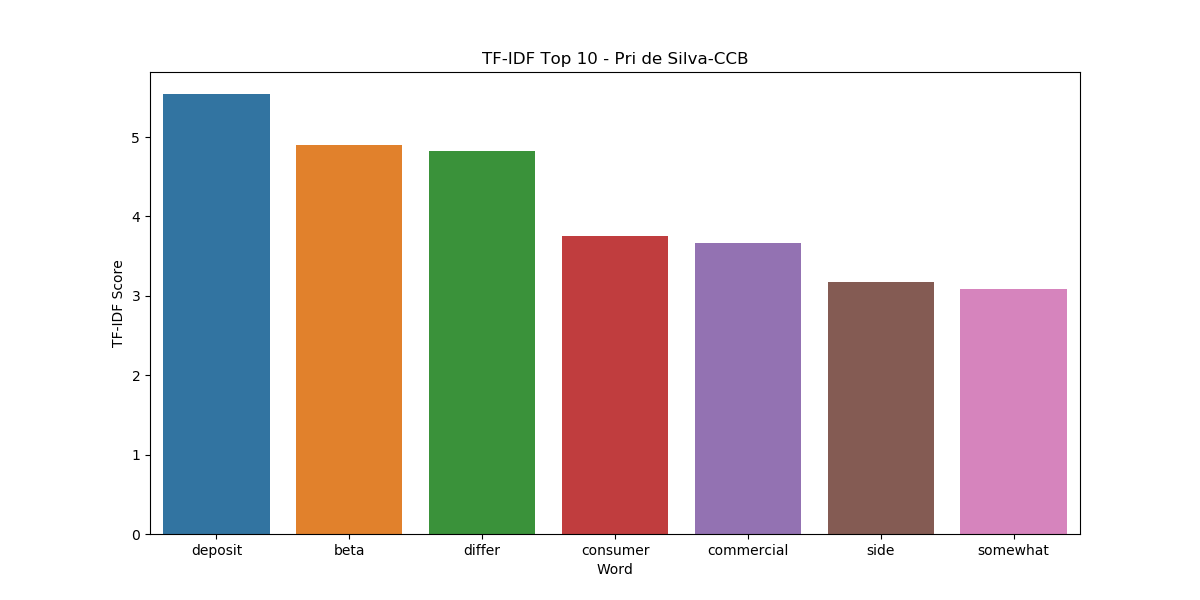 TF-IDF Top 10 - Pri de Silva-CCB
TF-IDF Score
5
4
3
2
1
0
deposit beta differ consumer commercial side somewhat
Word